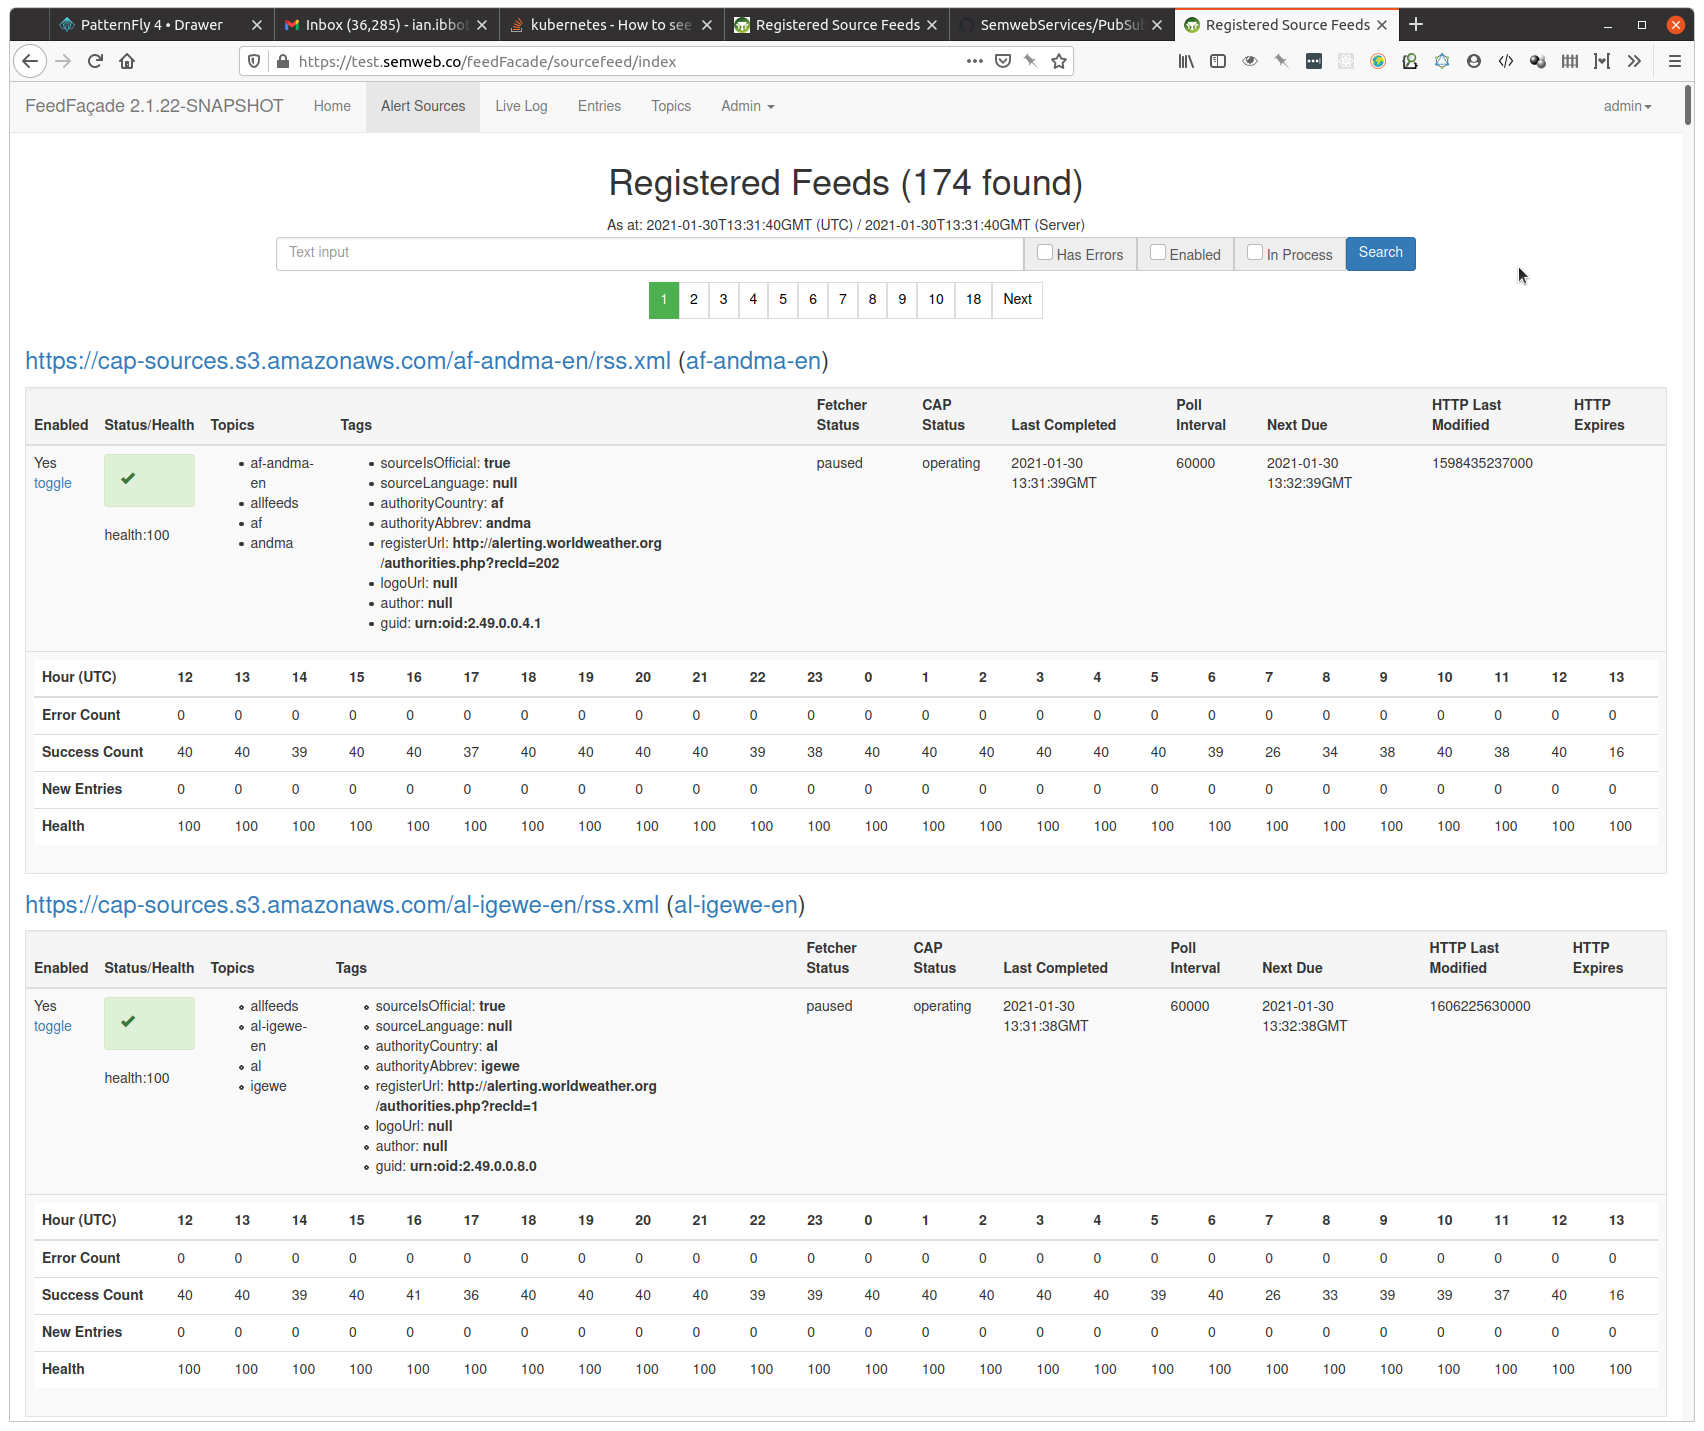 PatternFly 4 • Drawer
Inbox (36,285) - ian.ibbot
kubernetes - How to see
Registered Source Feeds
SemwebServices/PubSub
Registered Source Feeds
https://test.semweb.co/feedFacade/sourcefeed/index
FeedFaçade 2.1.22-SNAPSHOT Home Alert Sources Live Log Entries Topics Admin admin
Registered Feeds (174 found)
As at: 2021-01-30T13:31:40GMT (UTC) / 2021-01-30T13:31:40GMT (Server)
Text input Has Errors Enabled In Process Search
1 2 3 4 5 6 7 8 9 10 18 Next
https://cap-sources.s3.amazonaws.com/af-andma-en/rss.xml (af-andma-en)
Enabled Status/Health Topics Tags Fetcher Status CAP Status Last Completed Poll Interval Next Due HTTP Last Modified HTTP Expires
Yes
toggle
health:100
• af-andma-
en
• allfeeds
• af
• andma
• sourceIsOfficial: true
• sourceLanguage: null
• authorityCountry: af
• authorityAbbrev: andma
• registerUrl: http://alerting.worldweather.org
/authorities.php?recId=202
• logoUrl: null
• author: null
• guid: urn:oid:2.49.0.0.4.1
paused
operating
2021-01-30
13:31:39GMT
60000
2021-01-30
13:32:39GMT
1598435237000
Hour (UTC) 12 13 14 15 16 17 18 19 20 21 22 23 0 1 2 3 4 5 6 7 8 9 10 11 12 13
Error Count 0 0 0 0 0 0 0 0 0 0 0 0 0 0 0 0 0 0 0 0 0 0 0 0 0 0
Success Count 40 40 39 40 40 37 40 40 40 40 39 38 40 40 40 40 40 40 39 26 34 38 40 38 40 16
New Entries 0 0 0 0 0 0 0 0 0 0 0 0 0 0 0 0 0 0 0 0 0 0 0 0 0 0
Health 100 100 100 100 100 100 100 100 100 100 100 100 100 100 100 100 100 100 100 100 100 100 100 100 100 100
https://cap-sources.s3.amazonaws.com/al-igewe-en/rss.xml (al-igewe-en)
Enabled Status/Health Topics Tags Fetcher Status CAP Status Last Completed Poll Interval Next Due HTTP Last Modified HTTP Expires
Yes
toggle
health:100
• allfeeds
• al-igewe-
en
• al
• igewe
• sourceIsOfficial: true
• sourceLanguage: null
• authorityCountry: al
• authorityAbbrev: igewe
• registerUrl: http://alerting.worldweather.org
/authorities.php?recId=1
• logoUrl: null
• author: null
• guid: urn:oid:2.49.0.0.8.0
paused
operating
2021-01-30
13:31:38GMT
60000
2021-01-30
13:32:38GMT
1606225630000
Hour (UTC) 12 13 14 15 16 17 18 19 20 21 22 23 0 1 2 3 4 5 6 7 8 9 10 11 12 13
Error Count 0 0 0 0 0 0 0 0 0 0 0 0 0 0 0 0 0 0 0 0 0 0 0 0 0 0
Success Count 40 40 39 40 41 36 40 40 40 40 39 39 40 40 40 40 40 39 40 26 33 39 39 37 40 16
New Entries 0 0 0 0 0 0 0 0 0 0 0 0 0 0 0 0 0 0 0 0 0 0 0 0 0 0
Health 100 100 100 100 100 100 100 100 100 100 100 100 100 100 100 100 100 100 100 100 100 100 100 100 100 100